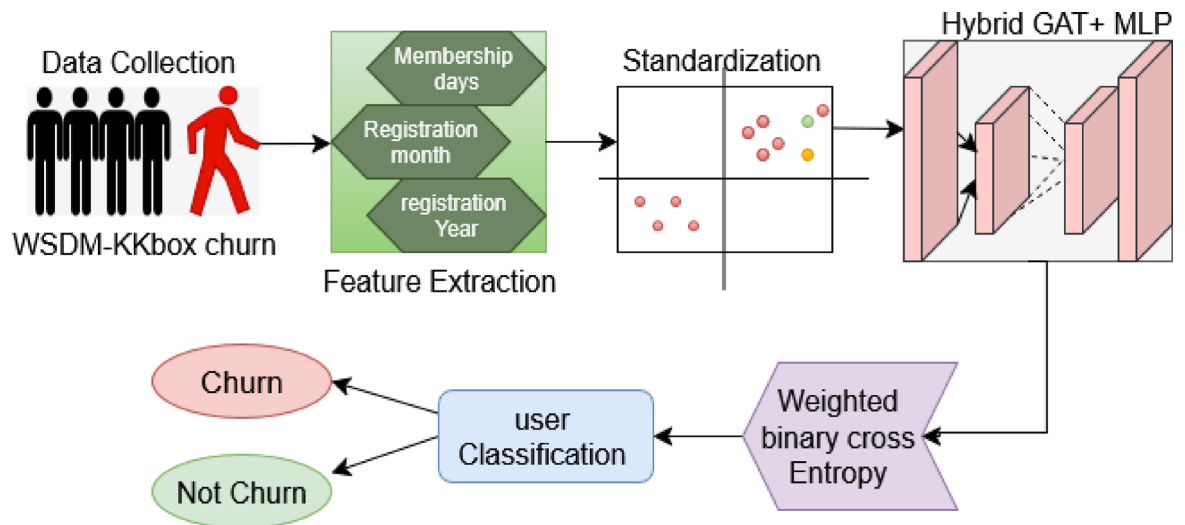 Data Collection
WSDM-KKbox churn
Membership
days
Registration
month
registration
Year
Feature Extraction
Standardization
Hybrid GAT+ MLP
Weighted
binary cross
Entropy
user
Classification
Churn
Not Churn